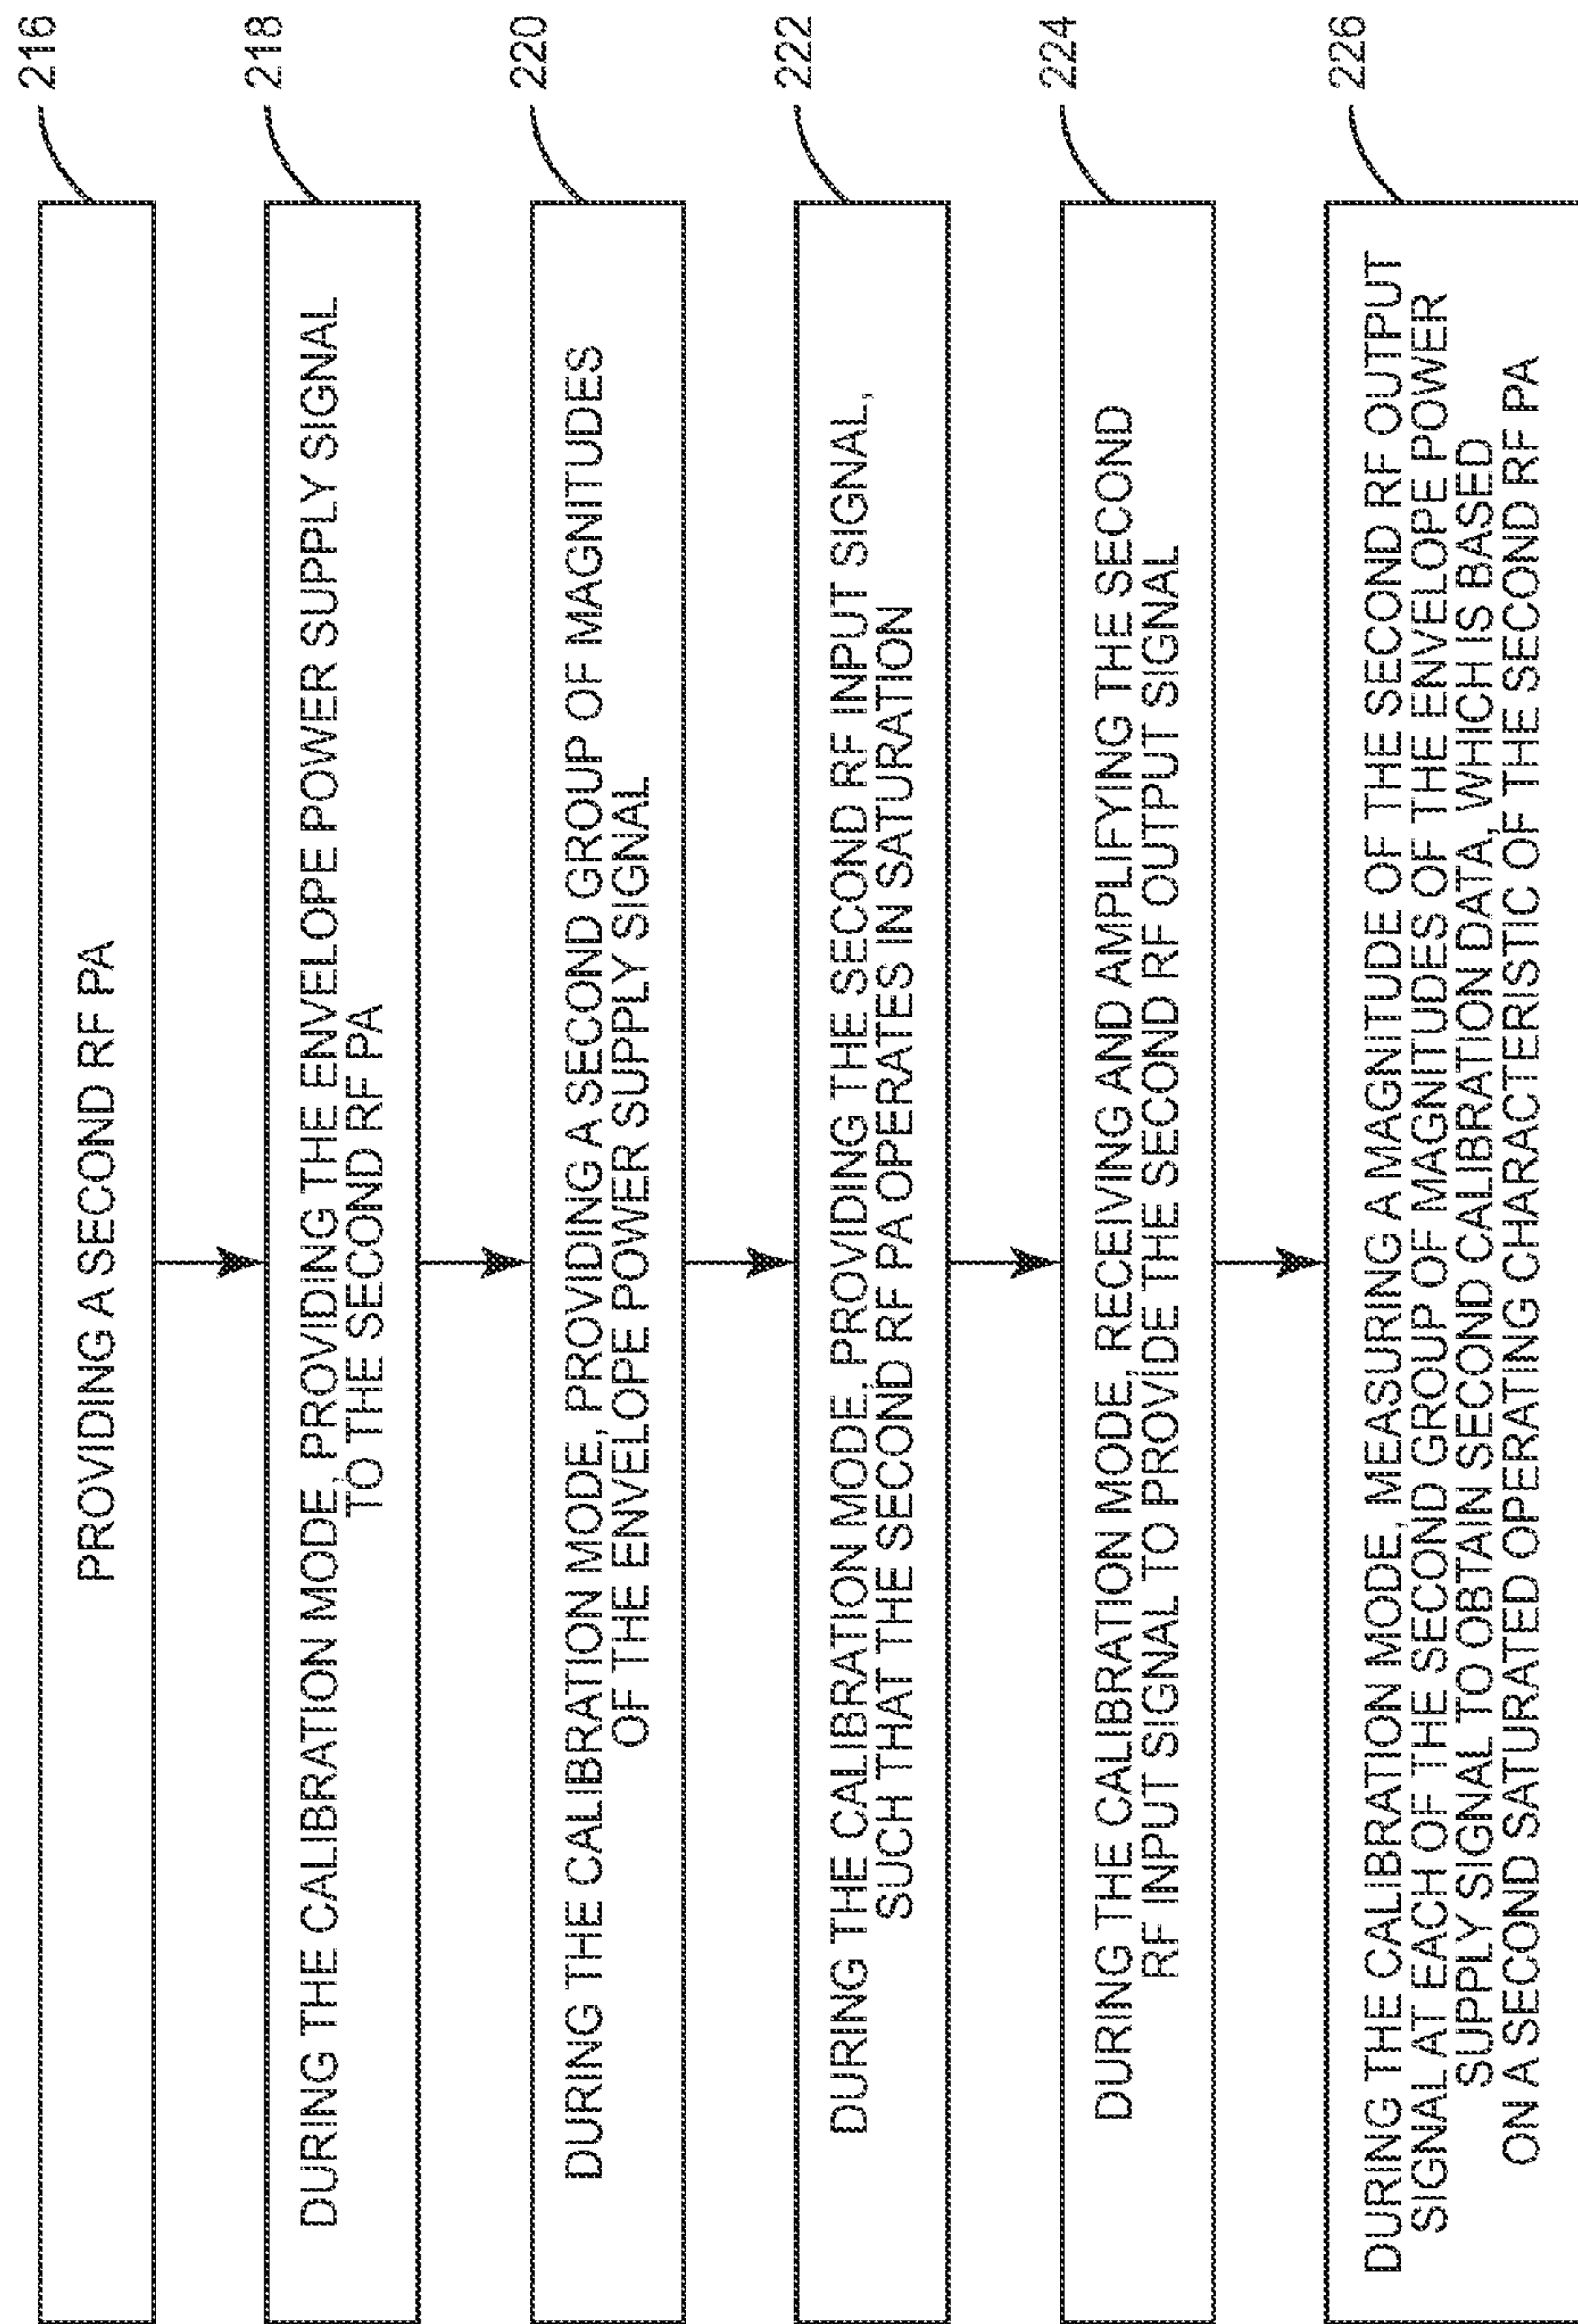 216
PROVIDING A SECOND RF PA
218
DURING THE CALIBRATION MODE, PROVIDING THE ENVELOPE POWER SUPPLY SIGNAL
TO THE SECOND RF PA
220
DURING THE CALIBRATION MODE, PROVIDING A SECOND GROUP OF MAGNITUDES
OF THE ENVELOPE POWER SUPPLY SIGNAL
222
DURING THE CALIBRATION MODE, PROVIDING THE SECOND RF INPUT SIGNAL,
SUCH THAT THE SECOND RF PA OPERATES IN SATURATION
224
DURING THE CALIBRATION MODE, RECEIVING AND AMPLIFYING THE SECOND
RF INPUT SIGNAL TO PROVIDE THE SECOND RF OUTPUT SIGNAL
226
DURING THE CALIBRATION MODE, MEASURING A MAGNITUDE OF THE SECOND RF OUTPUT
SIGNAL AT EACH OF THE SECOND GROUP OF MAGNITUDES OF THE ENVELOPE POWER
SUPPLY SIGNAL TO OBTAIN SECOND CALIBRATION DATA, WHICH IS BASED
ON A SECOND SATURATED OPERATING CHARACTERISTIC OF THE SECOND RF PA